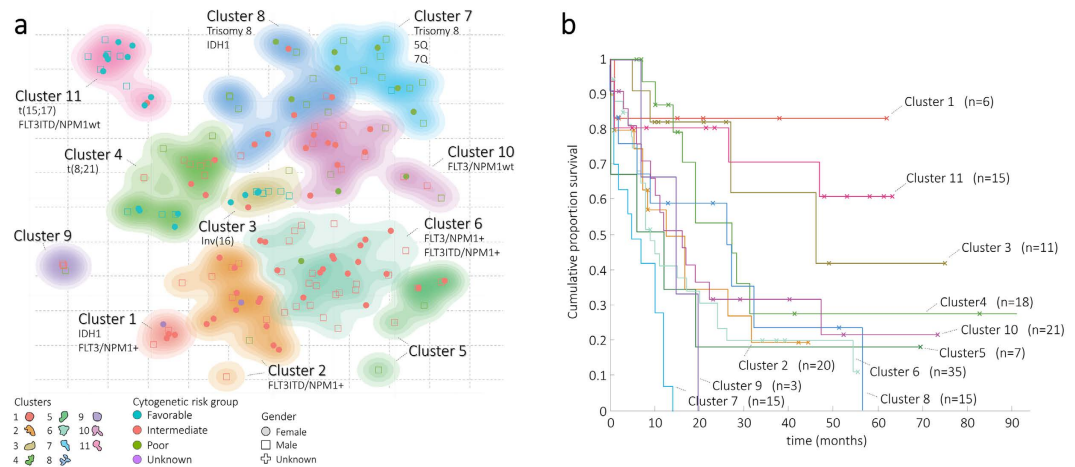 a
Cluster 8
Trisomy 8
IDH1
Cluster 7
Trisomy 8
5Q
7Q
Cluster 11
t(15;17)
FLT3ITD/NPM1wt
Cluster 4
t(8;21)
Cluster 10
FLT3/NPM1wt
Cluster 3
Inv(16)
Cluster 6
FLT3/NPM1+
FLT3ITD/NPM1+
Cluster 9
Cluster 1
IDH1
FLT3/NPM1+
Cluster 5
Cluster 2
FLT3ITD/NPM1+
Clusters
1 5 9
2 6 10
3 7 11
4 8
Cytogenetic risk group
Favorable
Intermediate
Poor
Unknown
Gender
Female
Male
Unknown
b
Cumulative proportion survival
1
0.9
0.8
0.7
0.6
0.5
0.4
0.3
0.2
0.1
0
0 10 20 30 40 50 60 70 80 90
time (months)
Cluster 1 (n=6)
Cluster 11 (n=15)
Cluster 3 (n=11)
Cluster4 (n=18)
Cluster 10 (n=21)
Cluster5 (n=7)
Cluster 2 (n=20)
Cluster 6 (n=35)
Cluster 9 (n=3)
Cluster 8 (n=15)
Cluster 7 (n=15)